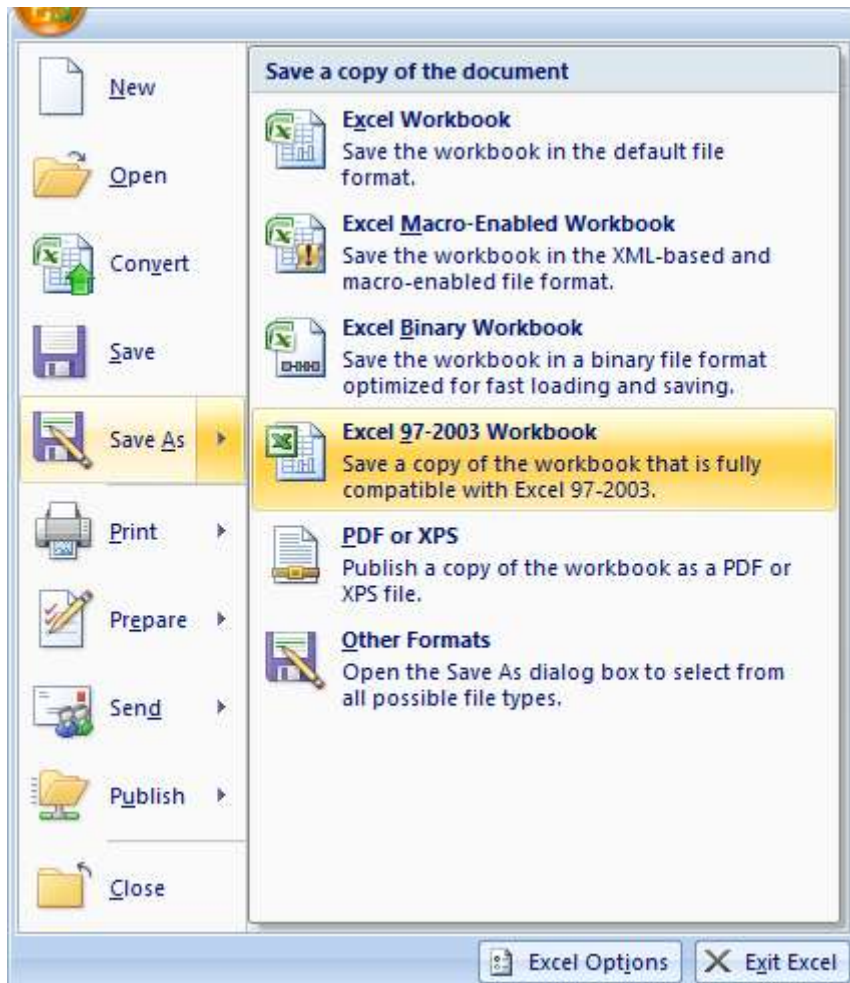 New
Open
Convert
Save
Save As
Print
Prepare
Send
Publish
Close
Save a copy of the document
Excel Workbook
Save the workbook in the default file
format.
Excel Macro-Enabled Workbook
Save the workbook in the XML-based and
macro-enabled file format.
Excel Binary Workbook
Save the workbook in a binary file format
optimized for fast loading and saving.
Excel 97-2003 Workbook
Save a copy of the workbook that is fully
compatible with Excel 97-2003.
PDF or XPS
Publish a copy of the workbook as a PDF or
XPS file.
Other Formats
Open the Save As dialog box to select from
all possible file types.
Excel Options
Exit Excel